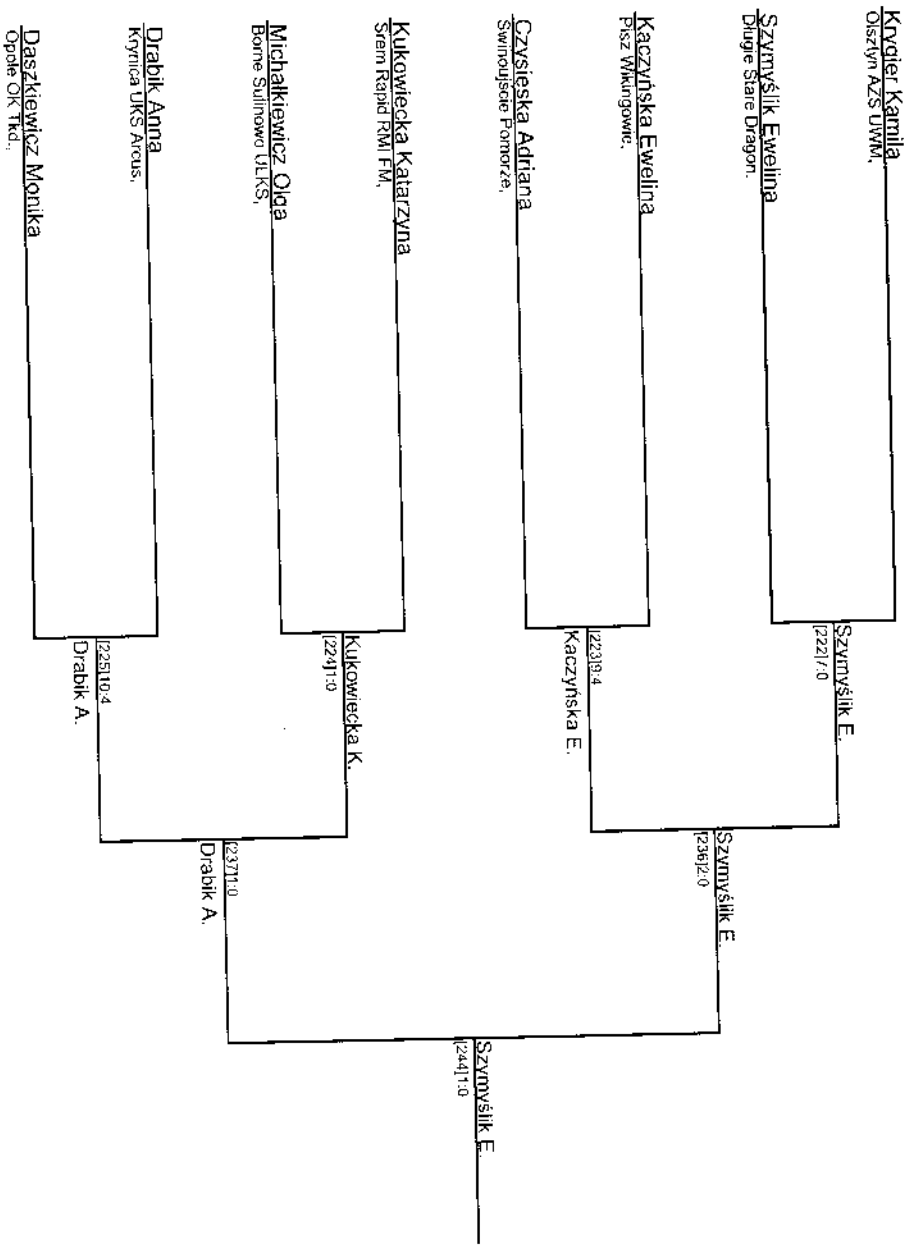 Krygier Kamila
Olsztyn AZS UWM,
Szymyślik Ewelina
Długie Stare Dragon.
Kaczyńska Ewelina
Pisz Wikingowie,
Czysięska Adriana
Świnoujście Pomorze,
Kukowiecka Katarzyna
Śrem Rapid RMI FM,
Michałkiewicz Olga
Borne Sulinowo ULKS,
Drabik Anna
Krynica UKS Arcus,
Daszkiewicz Monika
Opole OK Tkd.,
Szymyślik E.
[222]7:0
[223]9:4
Kaczyńska E.
Kukowiecka K.
[224]1:0
[225]10:4
Drabik A.
Szymyślik E.
[236]2:0
[237]1:0
Drabik A.
Szymyślik E.
[244]1:0